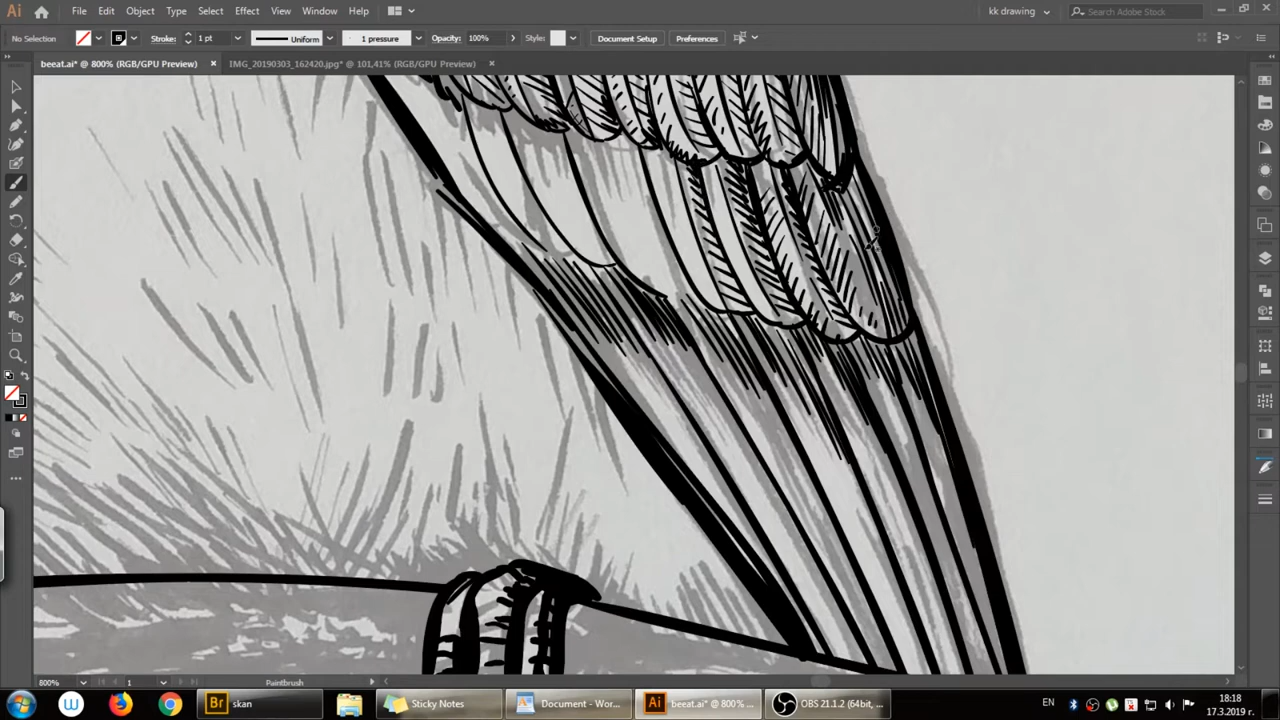 Ai File Edit Object Type Select Effect View Window Help kk drawing Search Adobe Stock
No Selection Stroke: 1 pt Uniform 1 pressure Opacity: 100% Style: Document Setup Preferences
beeat.ai* @ 800% (RGB/GPU Preview) IMG_20190303_162420.jpg* @ 101,41% (RGB/GPU Preview)
800% 1 Paintbrush
W Br skan Sticky Notes Document - Wor... Ai beeat.ai* @ 800% ... OBS 21.1.2 (64bit, ... EN 18:18
17.3.2019 г.